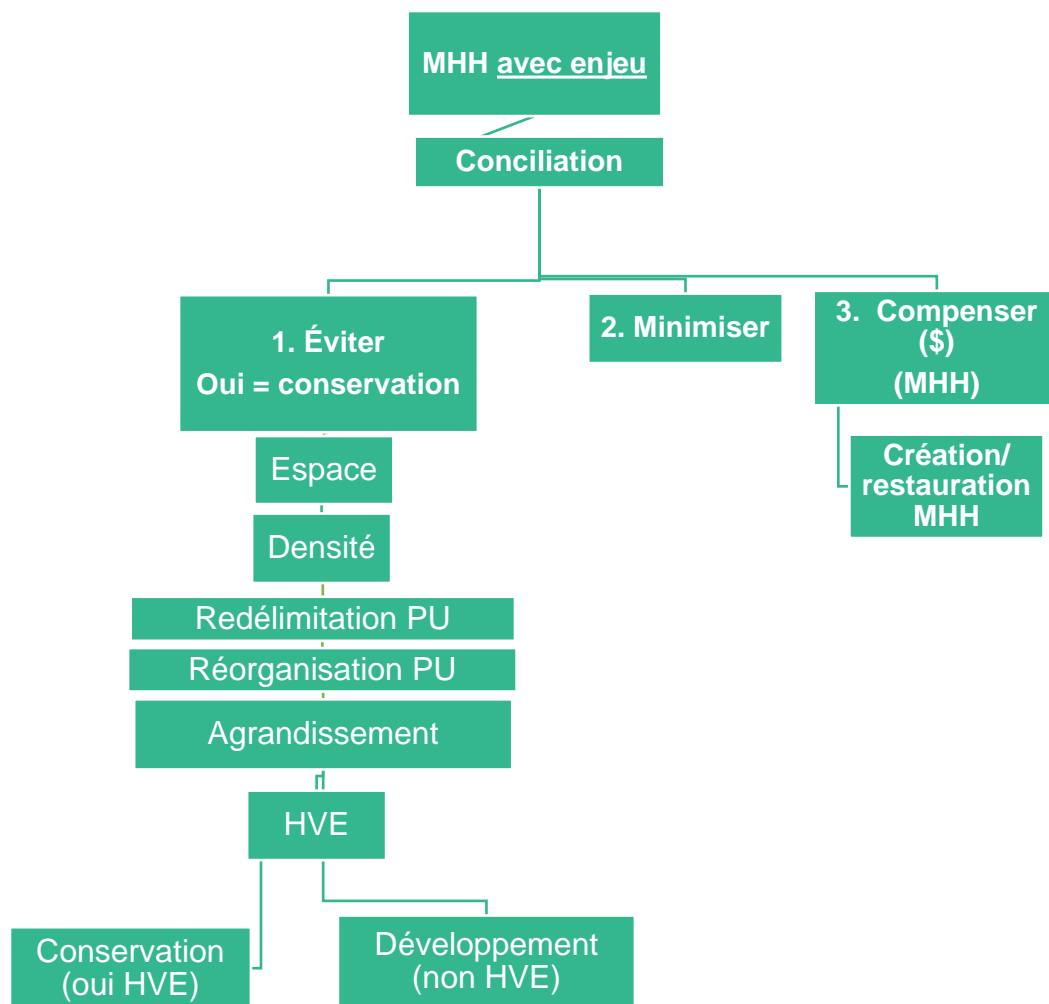 MHH avec enjeu
Conciliation
1. Éviter
Oui = conservation
2. Minimiser
3. Compenser
($)
(MHH)
Création/
restauration
MHH
Espace
Densité
Redélimitation PU
Réorganisation PU
Agrandissement
HVE
Conservation
(oui HVE)
Développement
(non HVE)